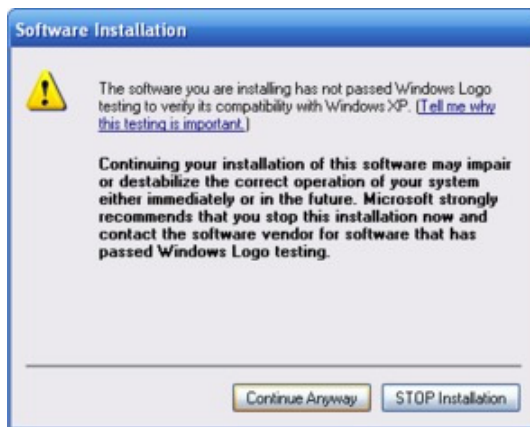 Software Installation
The software you are installing has not passed Windows Logo
testing to verify its compatibility with Windows XP. (Tell me why
this testing is important.)
Continuing your installation of this software may impair
or destabilize the correct operation of your system
either immediately or in the future. Microsoft strongly
recommends that you stop this installation now and
contact the software vendor for software that has
passed Windows Logo testing.
Continue Anyway STOP Installation